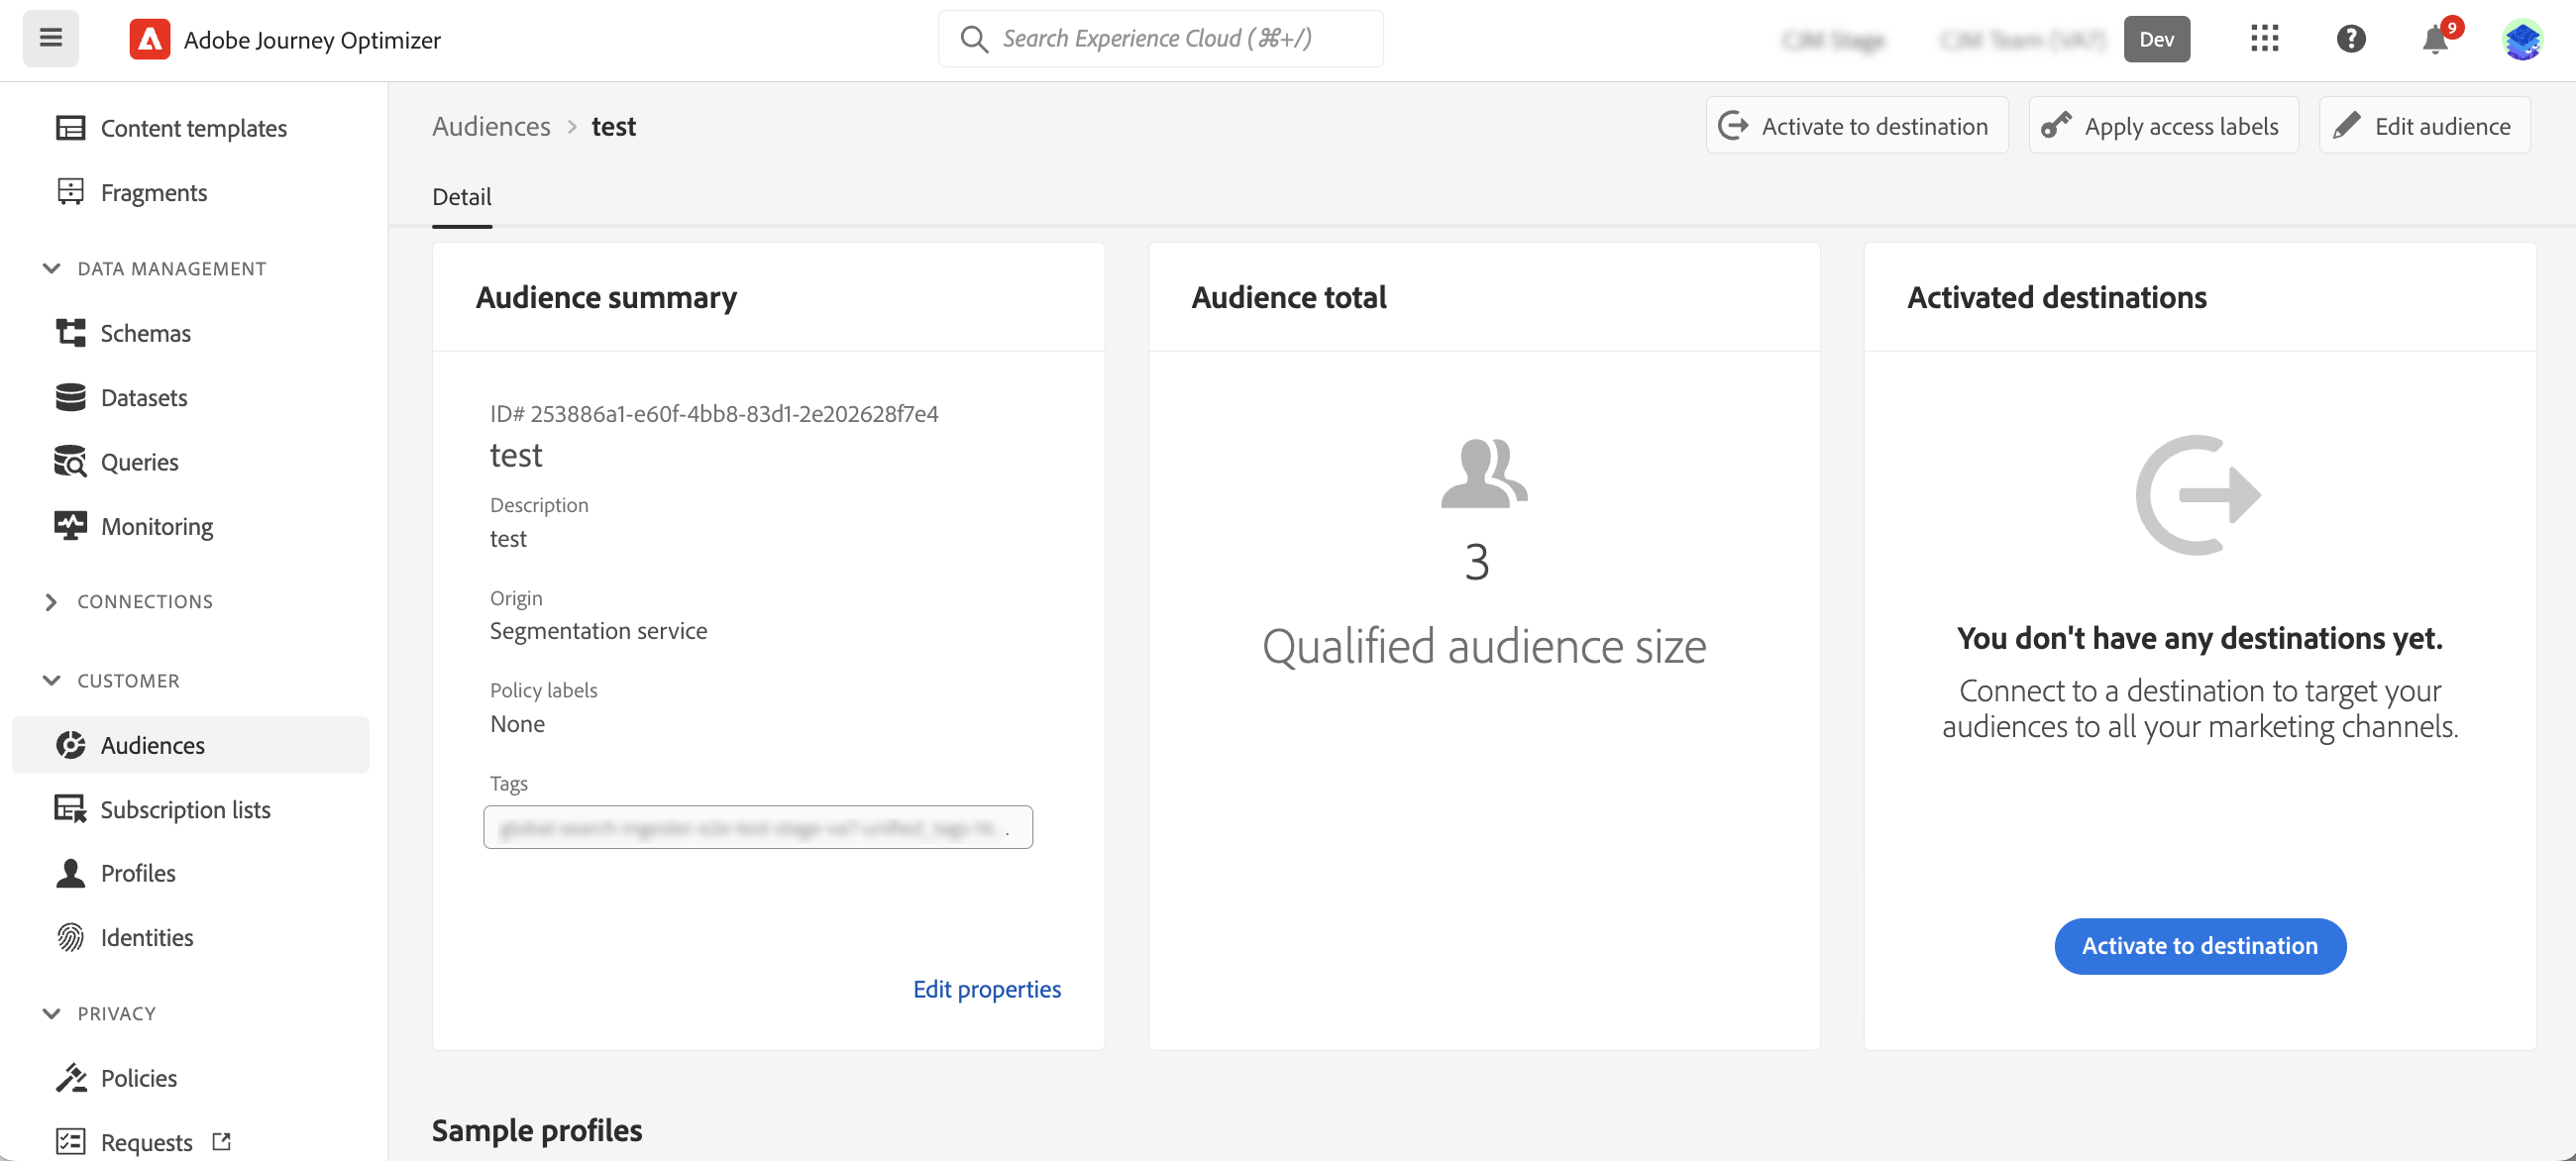 Adobe Journey Optimizer
Search Experience Cloud (⌘+/)
Dev
9
Content templates
Fragments
DATA MANAGEMENT
Schemas
Datasets
Queries
Monitoring
CONNECTIONS
CUSTOMER
Audiences
Subscription lists
Profiles
Identities
PRIVACY
Policies
Requests
Audiences > test
Activate to destination
Apply access labels
Edit audience
Detail
Audience summary
ID# 253886a1-e60f-4bb8-83d1-2e202628f7e4
test
Description
test
Origin
Segmentation service
Policy labels
None
Tags
Edit properties
Audience total
3
Qualified audience size
Activated destinations
You don't have any destinations yet.
Connect to a destination to target your
audiences to all your marketing channels.
Activate to destination
Sample profiles